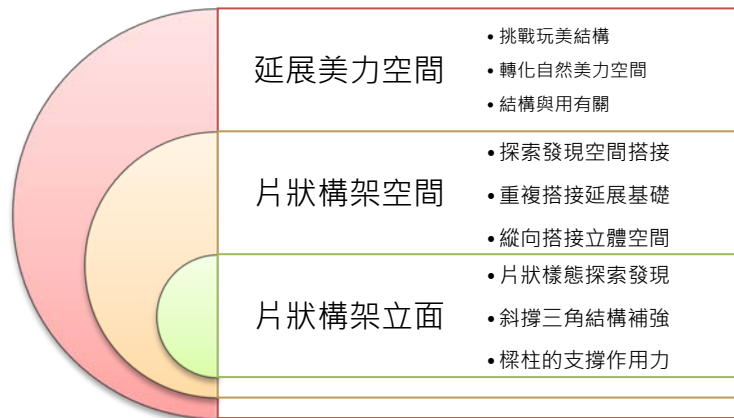 延展美力空間
• 挑戰玩美結構
• 轉化自然美力空間
• 結構與用有關
片狀構架空間
• 探索發現空間搭接
• 重複搭接延展基礎
• 縱向搭接立體空間
片狀構架立面
• 片狀樣態探索發現
• 斜撐三角結構補強
• 樑柱的支撐作用力